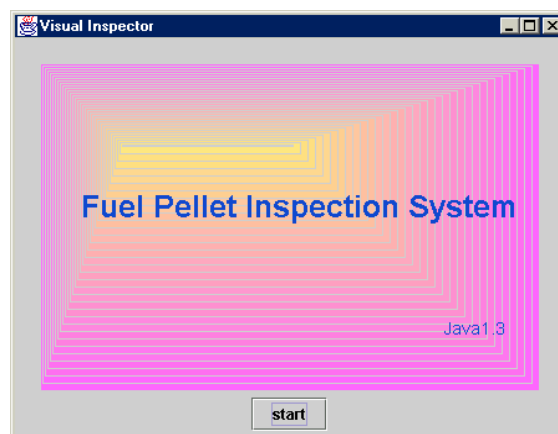 Visual Inspector
Fuel Pellet Inspection System
Java1.3
start